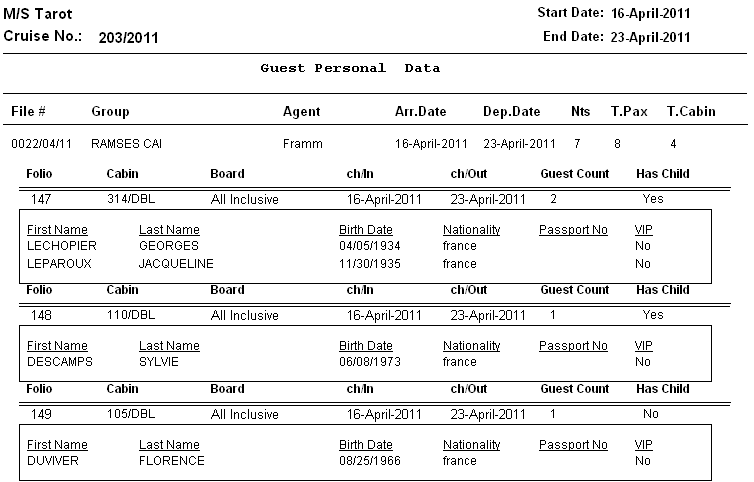 M/S Tarot Start Date: 16-April-2011
Cruise No.: 203/2011 End Date: 23-April-2011
Guest Personal Data
File # Group Agent Arr.Date Dep.Date Nts T.Pax T.Cabin
0022/04/11 RAMSES CAI Framm 16-April-2011 23-April-2011 7 8 4
Folio Cabin Board ch/In ch/Out Guest Count Has Child
147 314/DBL All Inclusive 16-April-2011 23-April-2011 2 Yes
First Name Last Name Birth Date Nationality Passport No VIP
LECHOPIER GEORGES 04/05/1934 france No
LEPAROUX JACQUELINE 11/30/1935 france No
Folio Cabin Board ch/In ch/Out Guest Count Has Child
148 110/DBL All Inclusive 16-April-2011 23-April-2011 1 Yes
First Name Last Name Birth Date Nationality Passport No VIP
DESCAMPS SYLVIE 06/08/1973 france No
Folio Cabin Board ch/In ch/Out Guest Count Has Child
149 105/DBL All Inclusive 16-April-2011 23-April-2011 1 No
First Name Last Name Birth Date Nationality Passport No VIP
DUVIVER FLORENCE 08/25/1966 france No